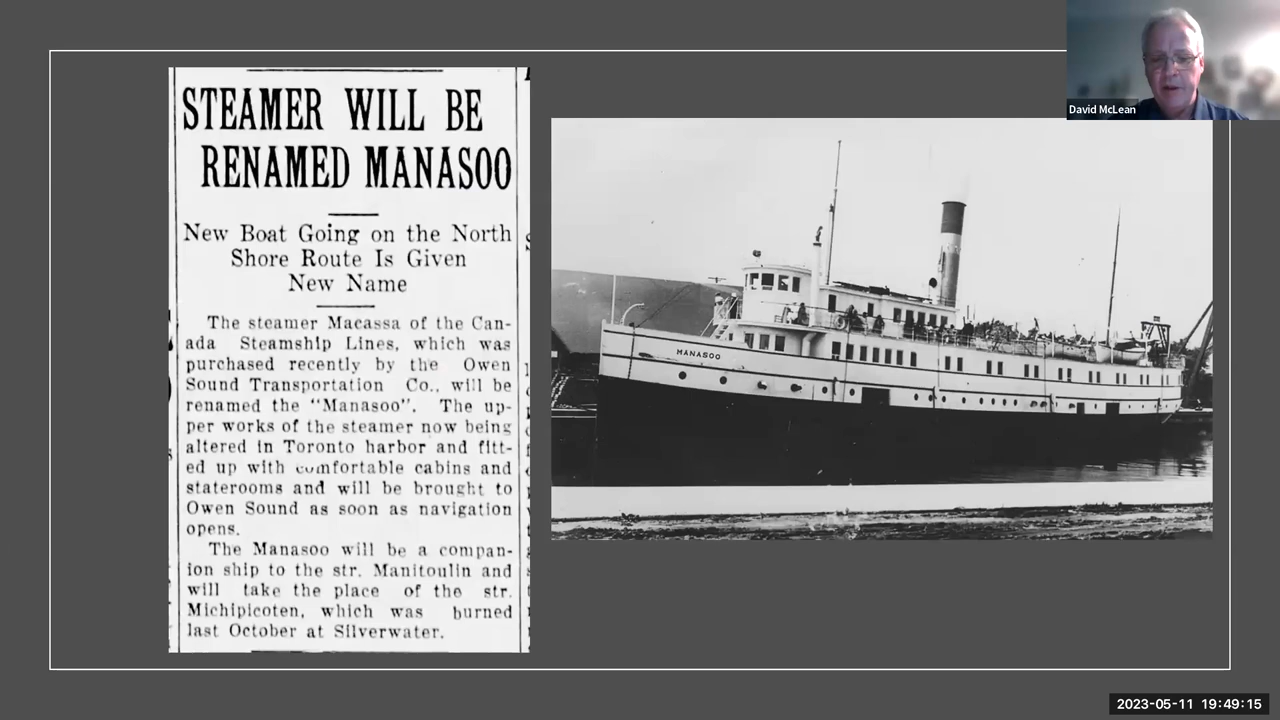 STEAMER WILL BE
RENAMED MANASOO
New Boat Going on the North
Shore Route Is Given
New Name
The steamer Macassa of the Can-
ada Steamship Lines, which was
purchased recently by the Owen
Sound Transportation Co., will be
renamed the "Manasoo". The up-
per works of the steamer now being
altered in Toronto harbor and fitt-
ed up with comfortable cabins and
staterooms and will be brought to
Owen Sound as soon as navigation
opens.
The Manasoo will be a compan-
ion ship to the str. Manitoulin and
will take the place of the str.
Michipicoten, which was burned
last October at Silverwater.
MANASOO
David McLean
2023-05-11 19:49:15